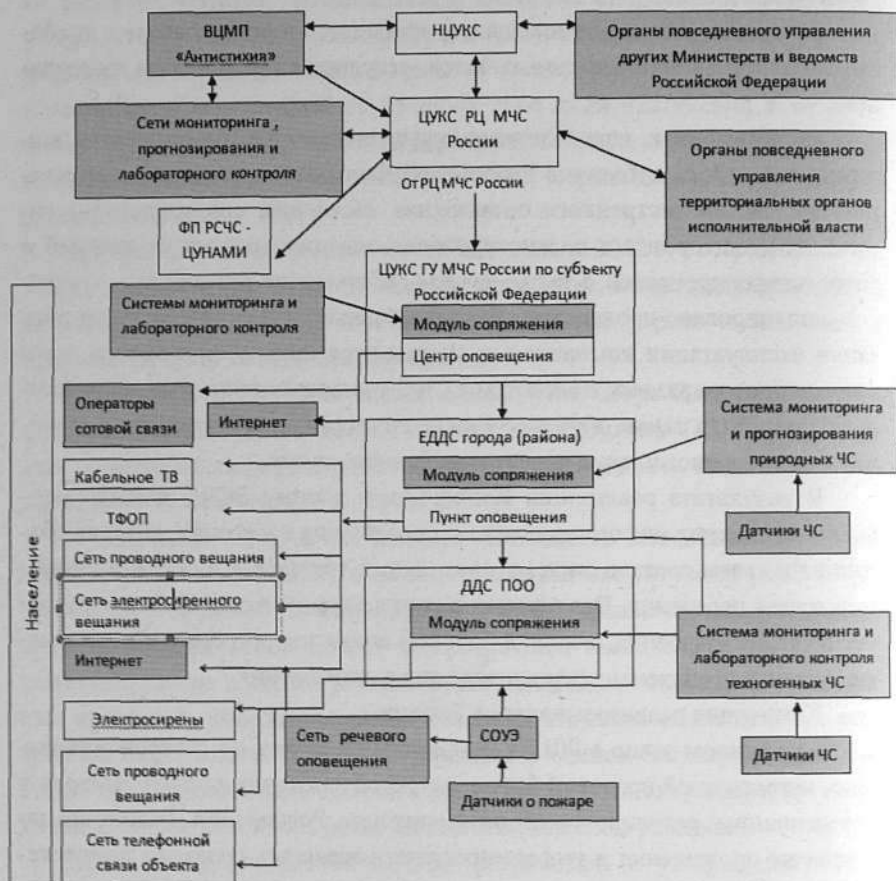 ВЦМП
«Антистихия»
НЦУКС
Органы повседневного управления
других Министерств и ведомств
Российской Федерации
Сети мониторинга ,
прогнозирования и
лабораторного контроля
ЦУКС РЦ МЧС
России
Органы повседневного
управления
территориальных органов
исполнительной власти
От РЦ МЧС России
ФП РСЧС -
ЦУНАМИ
ЦУКС ГУ МЧС России по субъекту
Российской Федерации
Модуль сопряжения
Центр оповещения
Системы мониторинга и
лабораторного контроля
Население
Операторы
сотовой связи
Интернет
ЕДДС города (района)
Модуль сопряжения
Пункт оповещения
Система мониторинга
и прогнозирования
природных ЧС
Кабельное ТВ
ТФОП
Датчики ЧС
Сеть проводного вещания
Сеть электросиренного
вещания
Интернет
ДДС ПОО
Модуль сопряжения
Система мониторинга и
лабораторного контроля
техногенных ЧС
Электросирены
Сеть речевого
оповещения
СОУЭ
Датчики ЧС
Сеть проводного
вещания
Датчики о пожаре
Сеть телефонной
связи объекта